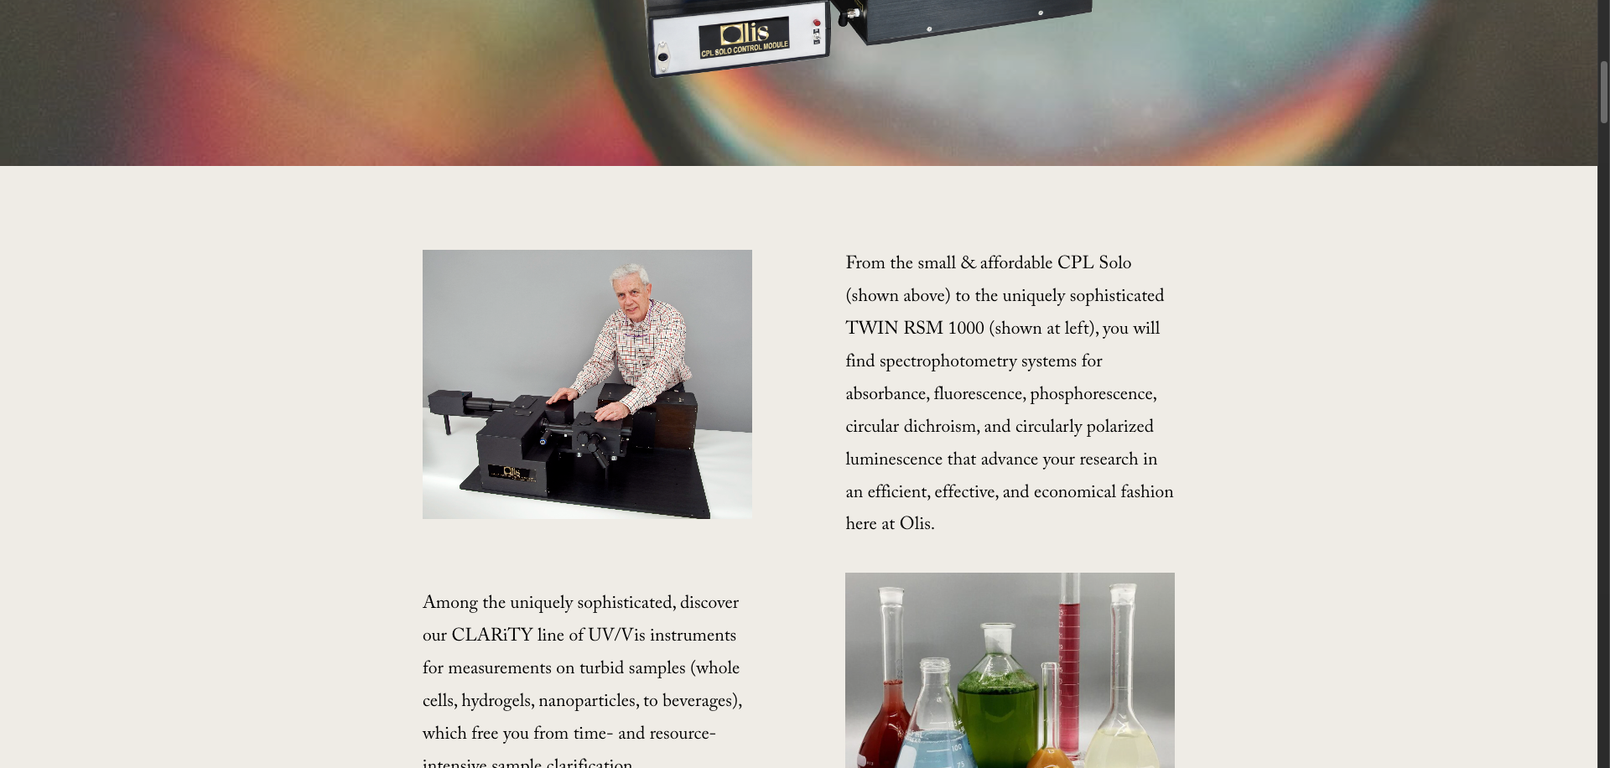 Olis
CPL SOLO CONTROL MODULE
Olis
From the small & affordable CPL Solo
(shown above) to the uniquely sophisticated
TWIN RSM 1000 (shown at left), you will
find spectrophotometry systems for
absorbance, fluorescence, phosphorescence,
circular dichroism, and circularly polarized
luminescence that advance your research in
an efficient, effective, and economical fashion
here at Olis.
Among the uniquely sophisticated, discover
our CLARiTY line of UV/Vis instruments
for measurements on turbid samples (whole
cells, hydrogels, nanoparticles, to beverages),
which free you from time- and resource-
intensive sample clarification